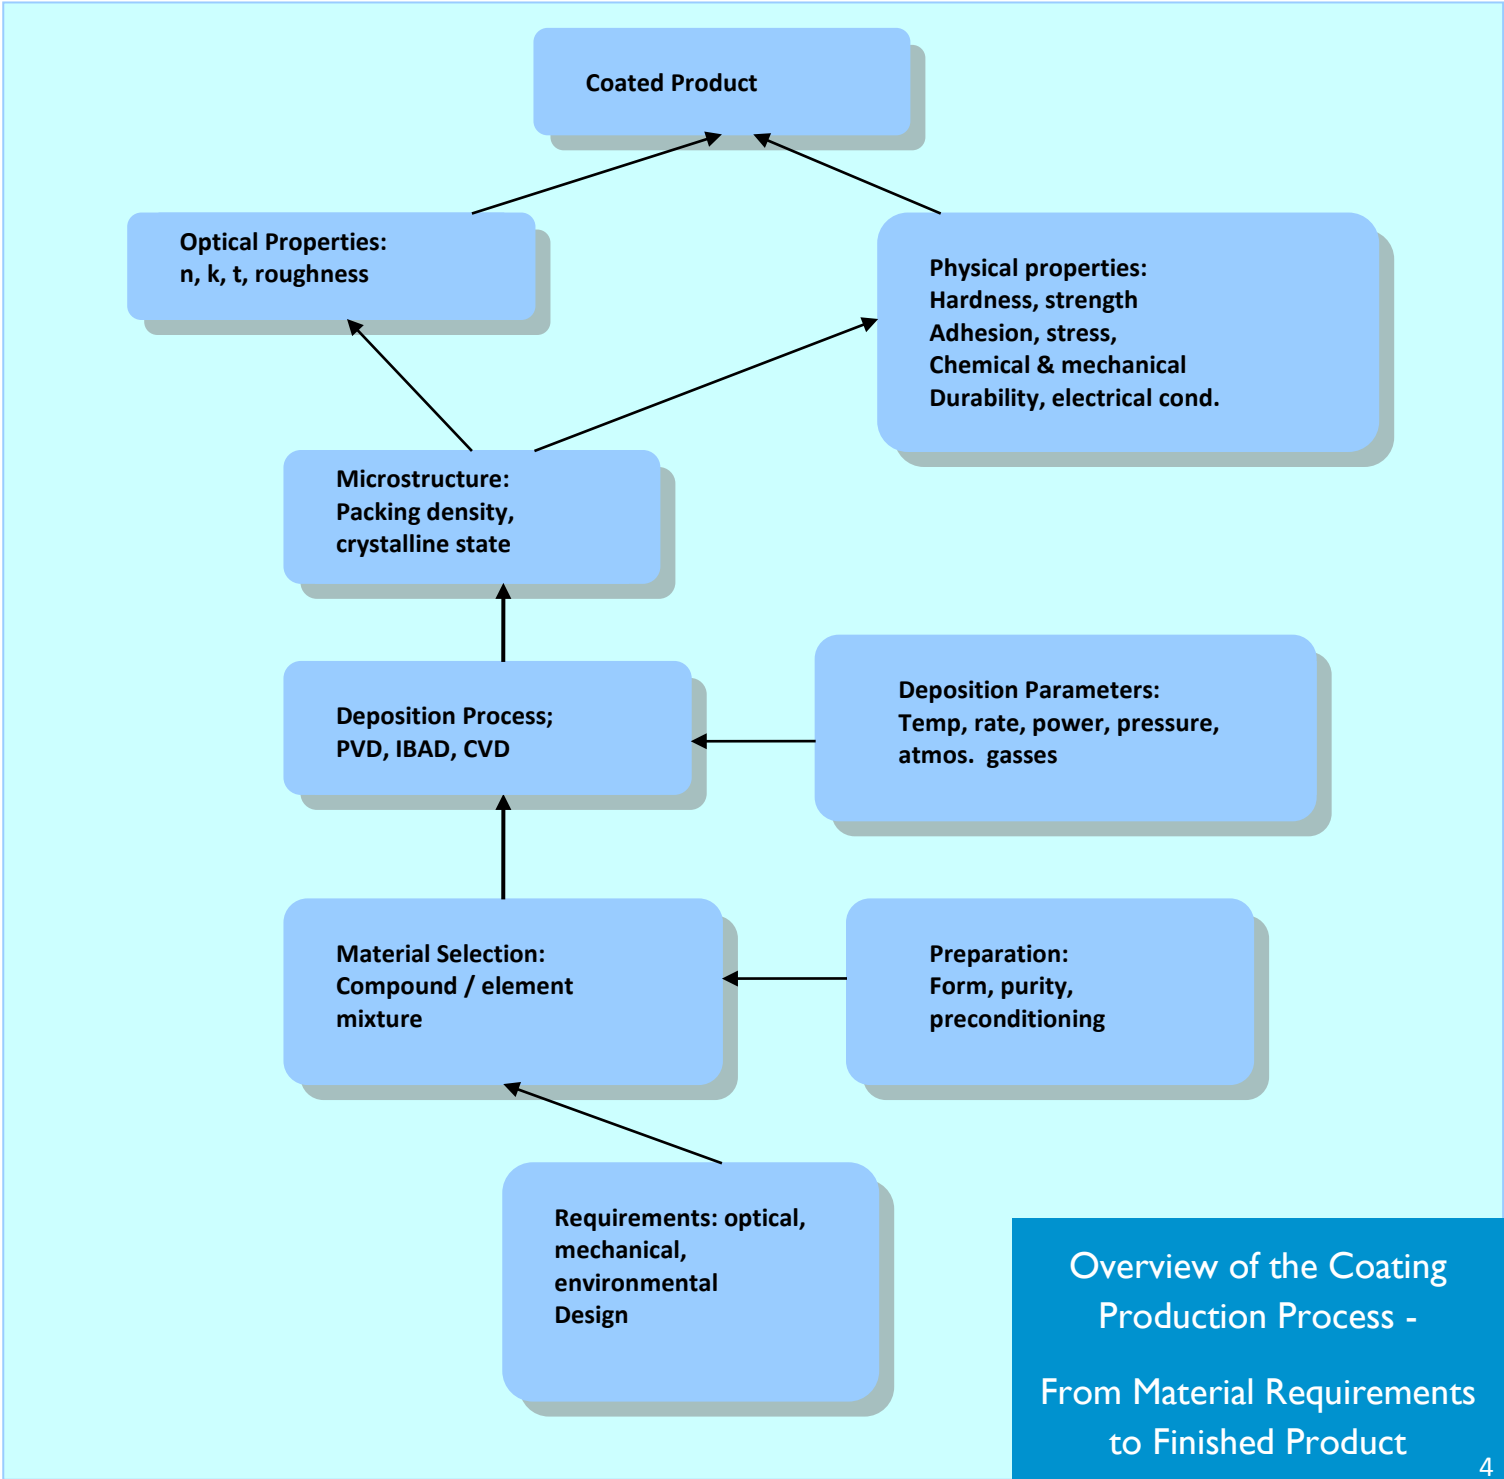 Coated Product
Optical Properties:
n, k, t, roughness
Physical properties:
Hardness, strength
Adhesion, stress,
Chemical & mechanical
Durability, electrical cond.
Microstructure:
Packing density,
crystalline state
Deposition Process;
PVD, IBAD, CVD
Deposition Parameters:
Temp, rate, power, pressure,
atmos.  gasses
Material Selection:
Compound / element
mixture
Preparation:
Form, purity,
preconditioning
Requirements: optical,
mechanical,
environmental
Design
Overview of the Coating
Production Process -
From Material Requirements
to Finished Product
4